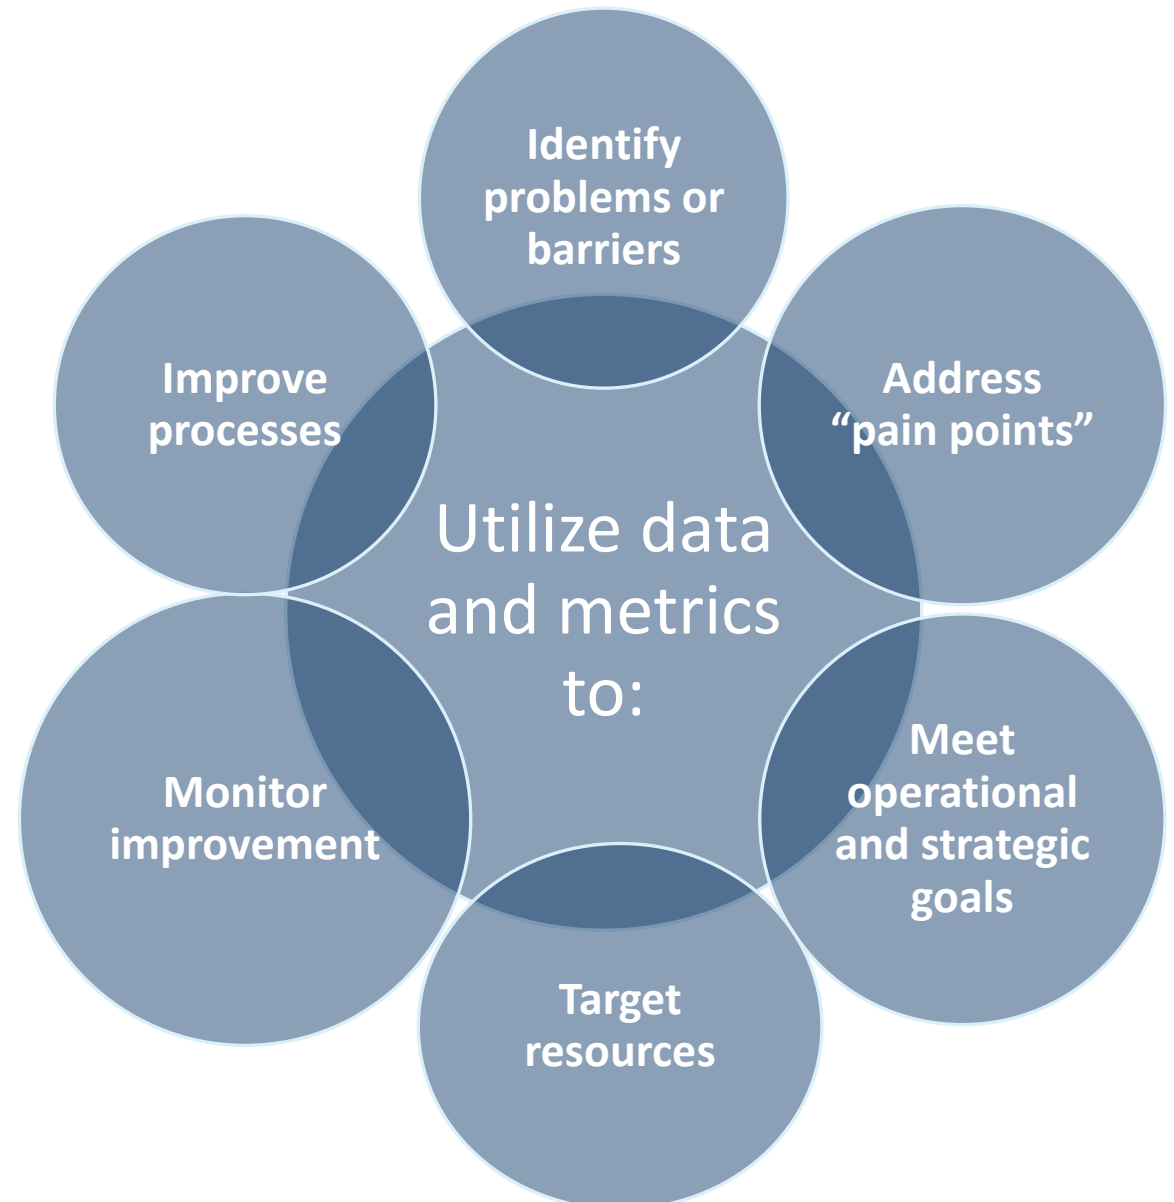 Identify
problems or
barriers
Address
“pain points”
Meet
operational
and strategic
goals
Target
resources
Monitor
improvement
Improve
processes
Utilize data
and metrics
to: